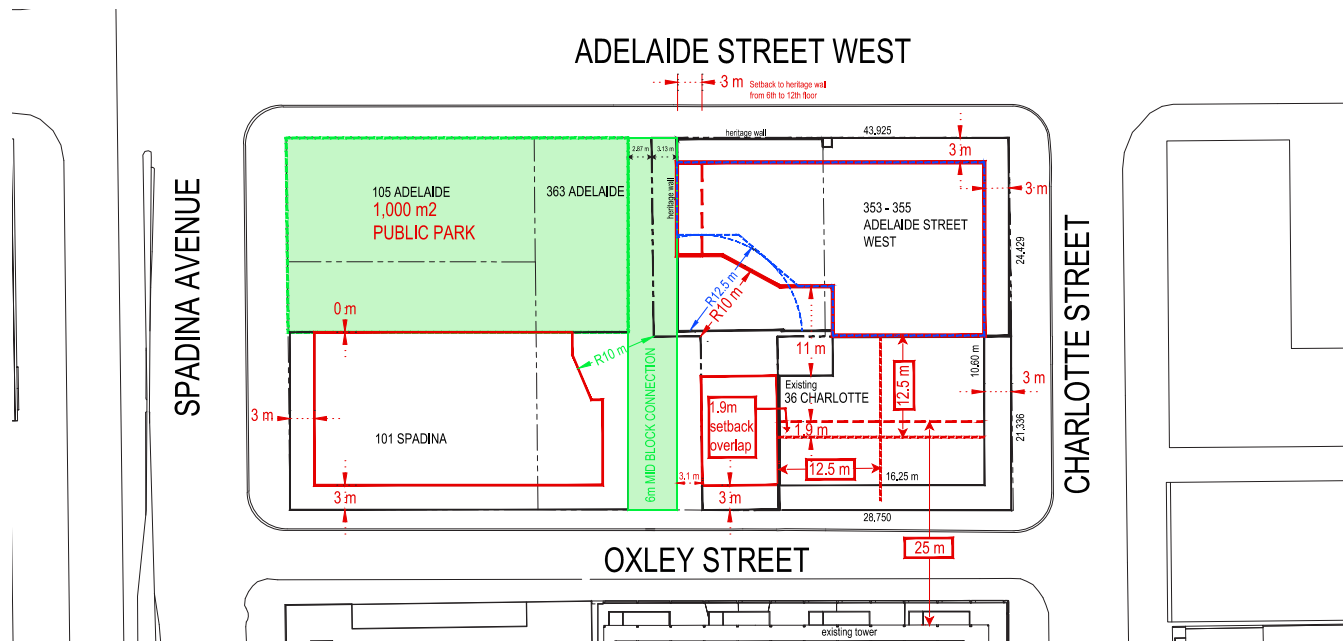 ADELAIDE STREET WEST
3 m
Setback to heritage wall
from 6th to 12th floor
heritage wall
43,925
2.87 m
3.13 m
3 m
105 ADELAIDE
1,000 m2
PUBLIC PARK
363 ADELAIDE
heritage wall
353 - 355
ADELAIDE STREET
WEST
3 m
24,429
SPADINA AVENUE
CHARLOTTE STREET
R12.5 m
R10 m
0 m
R10 m
11 m
10,60 m
12.5 m
3 m
Existing
36 CHARLOTTE
1.9m
setback
overlap
1.9 m
21,336
3 m
101 SPADINA
6m MID BLOCK CONNECTION
12.5 m
16,25 m
3.1 m
3 m
3 m
28,750
25 m
OXLEY STREET
existing tower